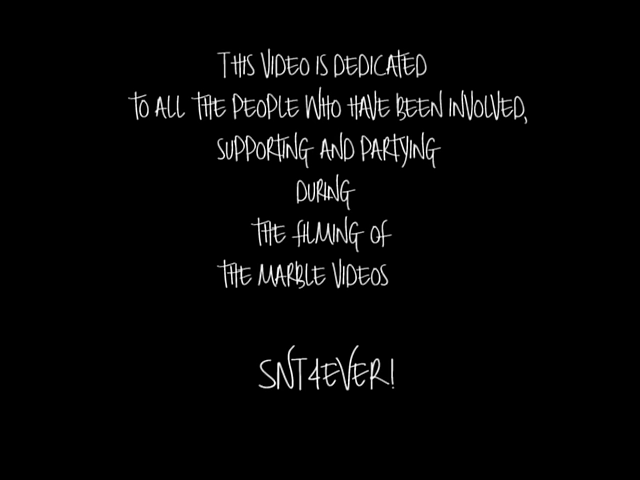 THIS VIDEO IS DEDICATED
TO ALL THE PEOPLE WHO HAVE BEEN INVOLVED,
SUPPORTING AND PARTYING
DURING
THE FILMING OF
THE MARBLE VIDEOS
SNT4EVER!